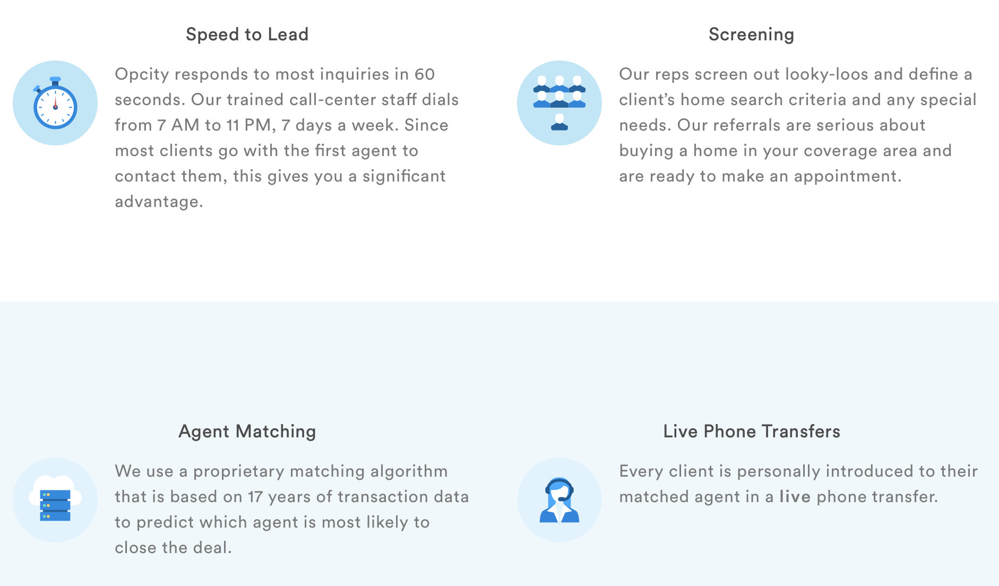 Speed to Lead
Opcity responds to most inquiries in 60
seconds. Our trained call-center staff dials
from 7 AM to 11 PM, 7 days a week. Since
most clients go with the first agent to
contact them, this gives you a significant
advantage.
Screening
Our reps screen out looky-loos and define a
client’s home search criteria and any special
needs. Our referrals are serious about
buying a home in your coverage area and
are ready to make an appointment.
Agent Matching
We use a proprietary matching algorithm
that is based on 17 years of transaction data
to predict which agent is most likely to
close the deal.
Live Phone Transfers
Every client is personally introduced to their
matched agent in a live phone transfer.